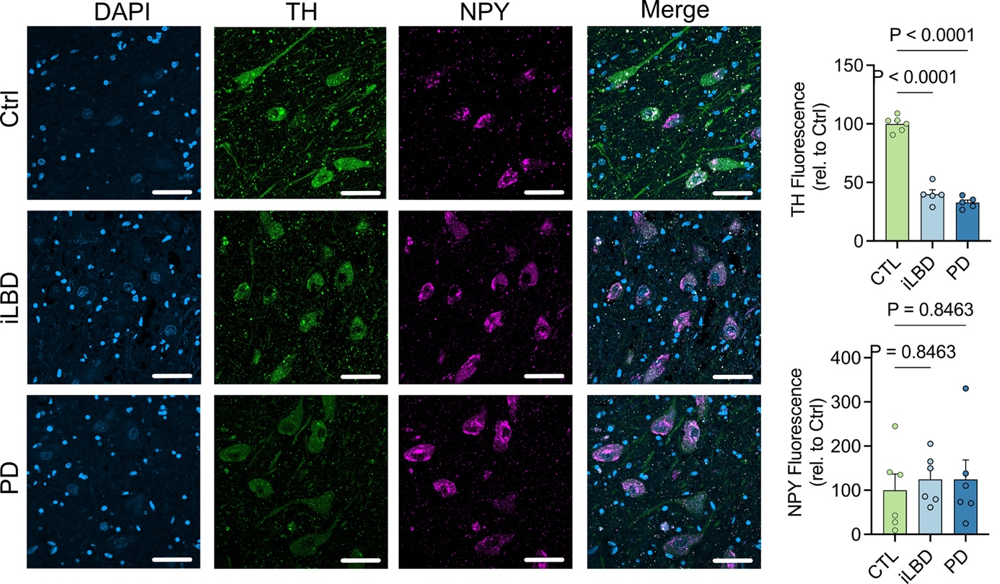 DAPI TH NPY Merge
Ctrl
iLBD
PD
P < 0.0001
P < 0.0001
150
100
50
0
TH Fluorescence
(rel. to Ctrl)
CTL iLBD PD
P = 0.8463
P = 0.8463
400
300
200
100
0
NPY Fluorescence
(rel. to Ctrl)
CTL iLBD PD